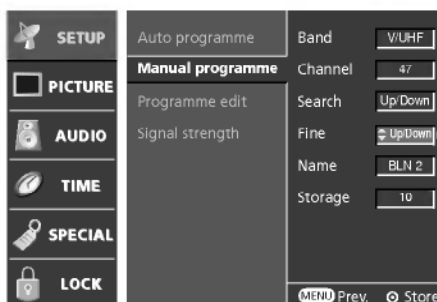 SETUP
PICTURE
AUDIO
TIME
SPECIAL
LOCK
Auto programme
Manual programme
Programme edit
Signal strength
Band V/UHF
Channel 47
Search Up/Down
Fine Up/Down
Name BLN 2
Storage 10
MENU Prev. Store